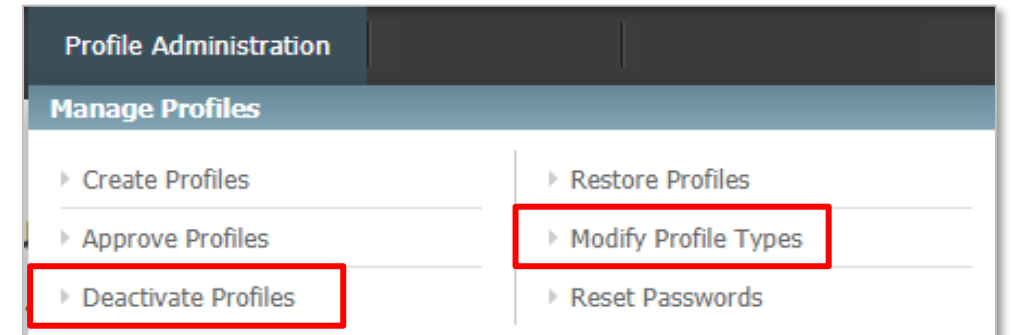 Profile Administration
Manage Profiles
Create Profiles
Restore Profiles
Approve Profiles
Modify Profile Types
Deactivate Profiles
Reset Passwords